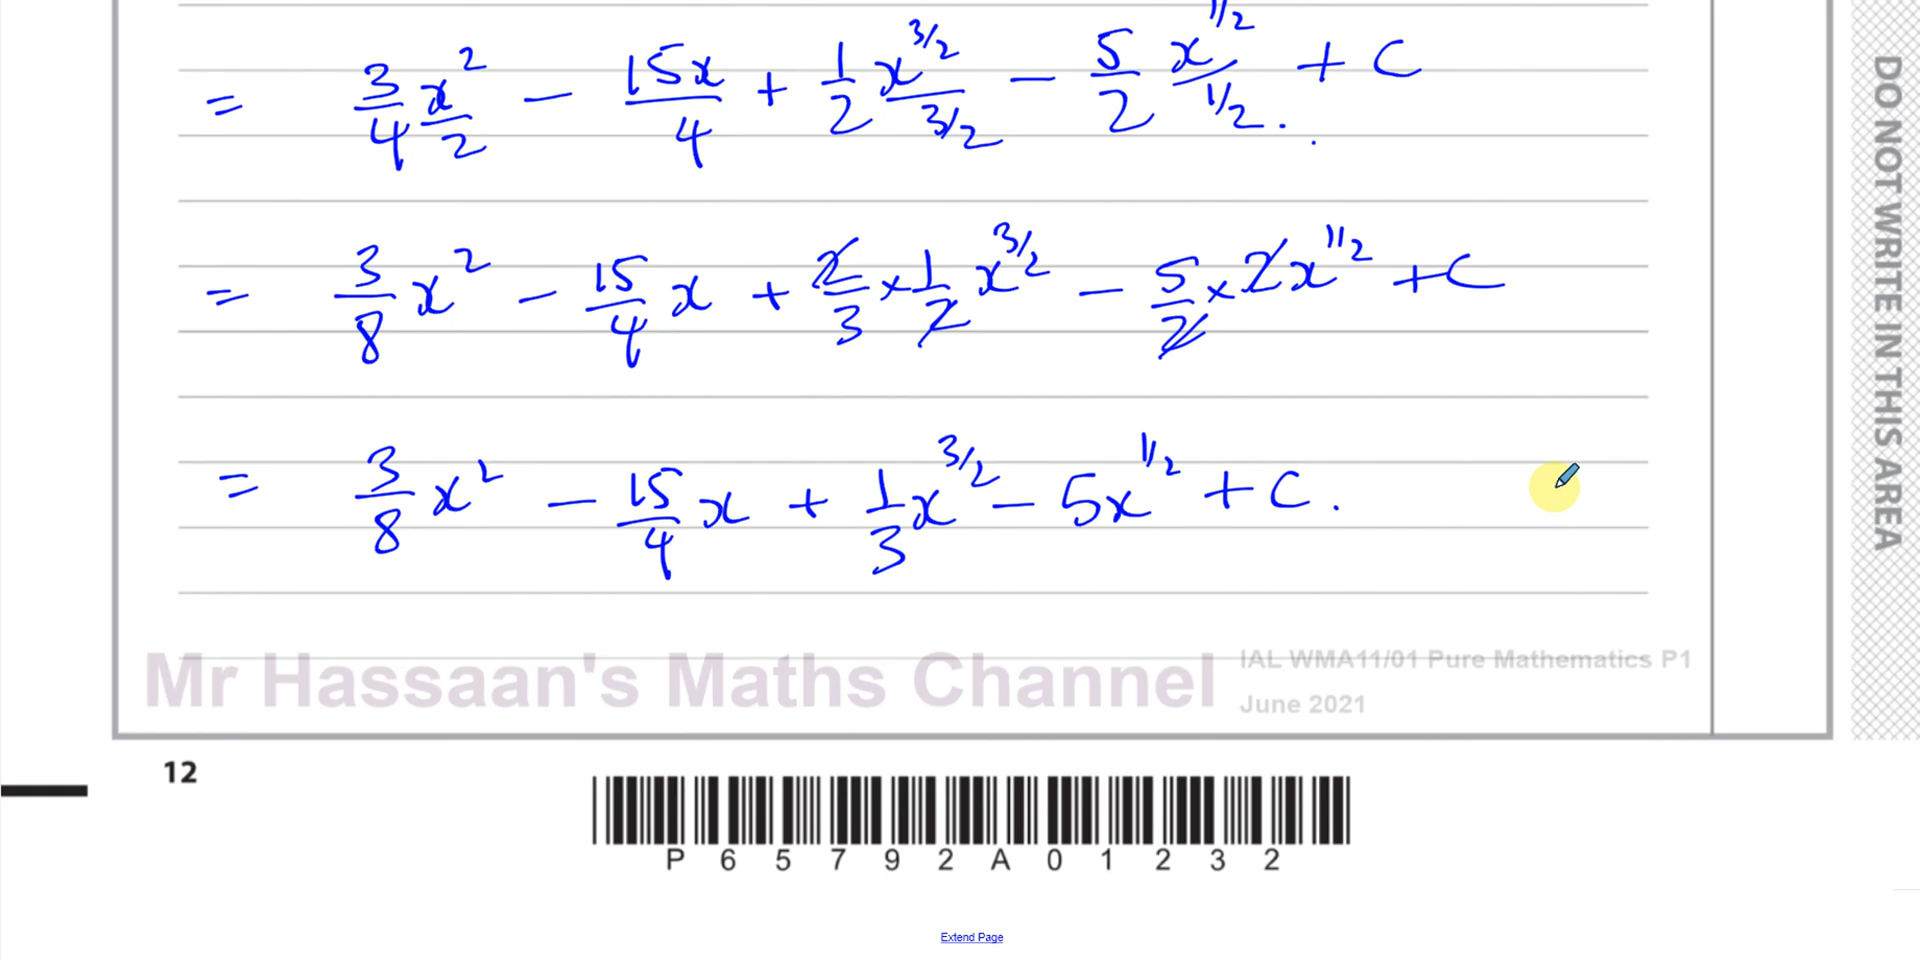 = 3/4 x²/2 − 15x/4 + 1/2 x^(3/2)/(3/2) − 5/2 x^(1/2)/(1/2) + C
= 3/8 x² − 15/4 x + 2/3 × 1/2 x^(3/2) − 5/2 × 2x^(1/2) + C
= 3/8 x² − 15/4 x + 1/3 x^(3/2) − 5x^(1/2) + C.
DO NOT WRITE IN THIS AREA
Mr Hassaan's Maths Channel
IAL WMA11/01 Pure Mathematics P1
June 2021
12
P 6 5 7 9 2 A 0 1 2 3 2
Extend Page